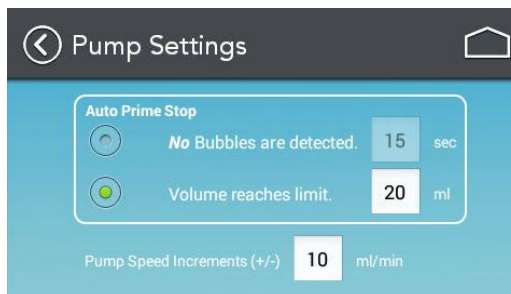 Pump Settings
Auto Prime Stop
No Bubbles are detected. 15 sec
Volume reaches limit. 20 ml
Pump Speed Increments (+/-) 10 ml/min